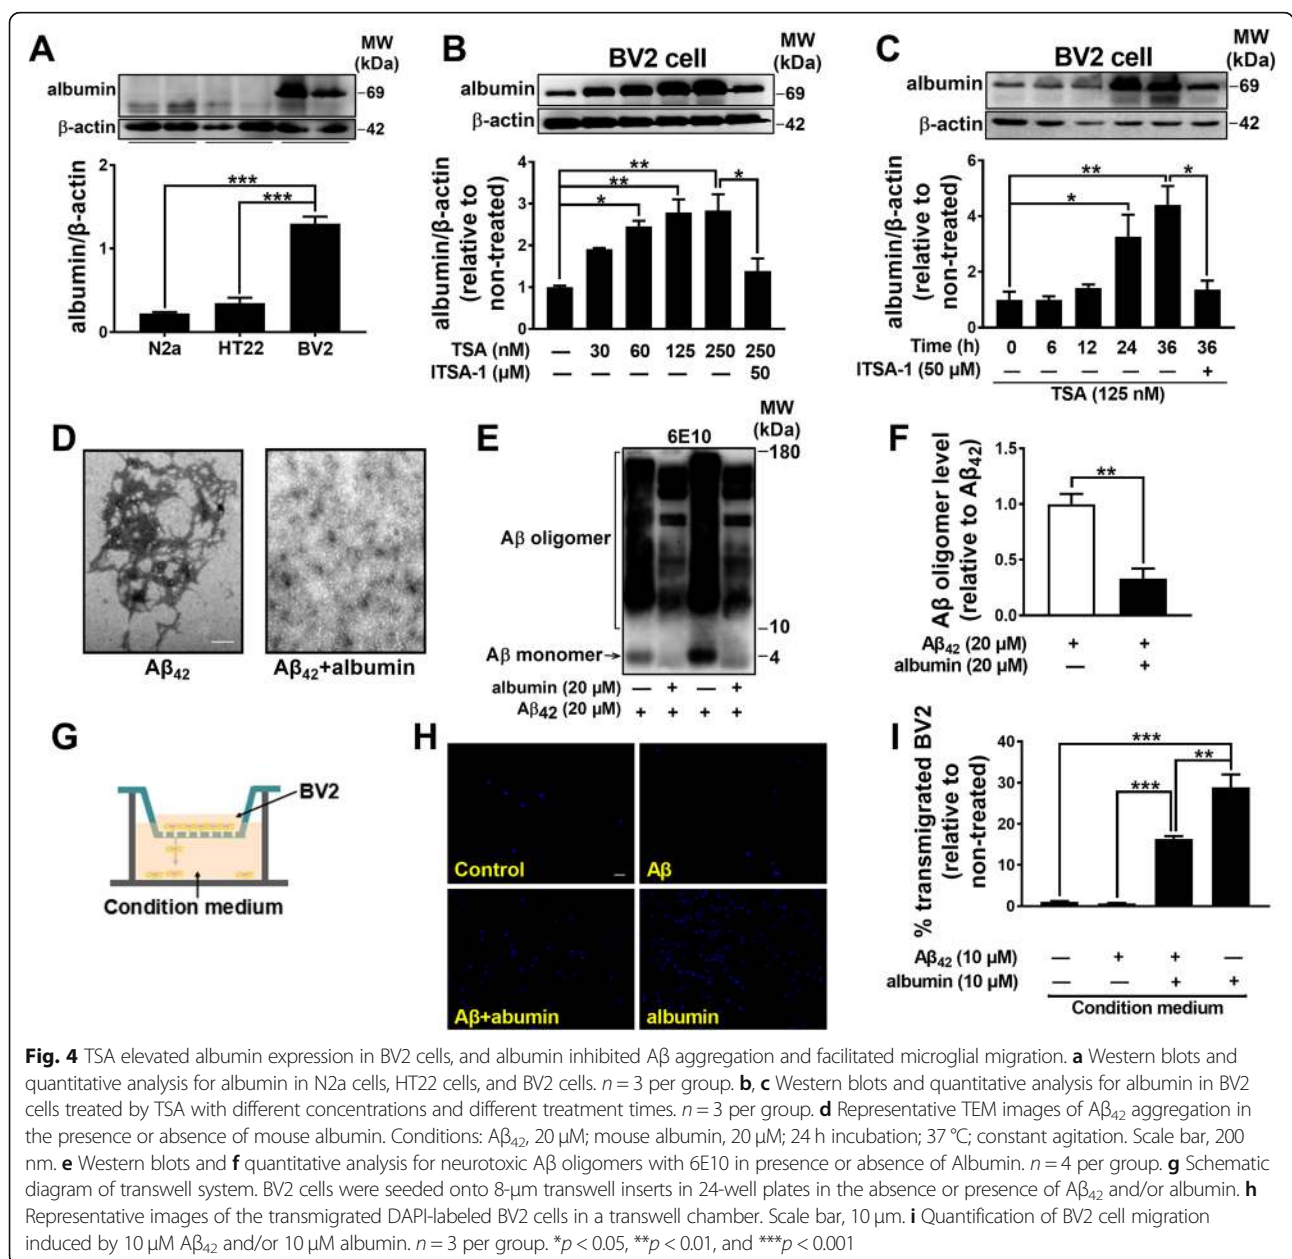 A
MW
(kDa)
albumin
–69
β-actin
–42
albumin/β-actin
2
1
0
***
***
N2a HT22 BV2
B
BV2 cell
MW
(kDa)
albumin
–69
β-actin
–42
albumin/β-actin
(relative to
non-treated)
4
3
2
1
0
**
**
*
*
TSA (nM) — 30 60 125 250 250
ITSA-1 (μM) — — — — — 50
C
BV2 cell
MW
(kDa)
albumin
–69
β-actin
–42
albumin/β-actin
(relative to
non-treated)
6
4
2
0
**
*
*
Time (h) 0 6 12 24 36 36
ITSA-1 (50 μM) — — — — — +
TSA (125 nM)
D
Aβ42
Aβ42+albumin
E
6E10
MW
(kDa)
–180
Aβ oligomer
–10
Aβ monomer→
–4
albumin (20 μM) — + — +
Aβ42 (20 μM) + + + +
F
Aβ oligomer level
(relative to Aβ42)
1.5
1.0
0.5
0.0
**
Aβ42 (20 μM) + +
albumin (20 μM) — +
G
BV2
Condition medium
H
Control
Aβ
Aβ+abumin
albumin
I
% transmigrated BV2
(relative to
non-treated)
40
30
20
10
0
***
**
***
Aβ42 (10 μM) — + + —
albumin (10 μM) — — + +
Condition medium
Fig. 4 TSA elevated albumin expression in BV2 cells, and albumin inhibited Aβ aggregation and facilitated microglial migration. a Western blots and
quantitative analysis for albumin in N2a cells, HT22 cells, and BV2 cells. n = 3 per group. b, c Western blots and quantitative analysis for albumin in BV2
cells treated by TSA with different concentrations and different treatment times. n = 3 per group. d Representative TEM images of Aβ42 aggregation in
the presence or absence of mouse albumin. Conditions: Aβ42, 20 μM; mouse albumin, 20 μM; 24 h incubation; 37 °C; constant agitation. Scale bar, 200
nm. e Western blots and f quantitative analysis for neurotoxic Aβ oligomers with 6E10 in presence or absence of Albumin. n = 4 per group. g Schematic
diagram of transwell system. BV2 cells were seeded onto 8-μm transwell inserts in 24-well plates in the absence or presence of Aβ42 and/or albumin. h
Representative images of the transmigrated DAPI-labeled BV2 cells in a transwell chamber. Scale bar, 10 μm. i Quantification of BV2 cell migration
induced by 10 μM Aβ42 and/or 10 μM albumin. n = 3 per group. *p < 0.05, **p < 0.01, and ***p < 0.001